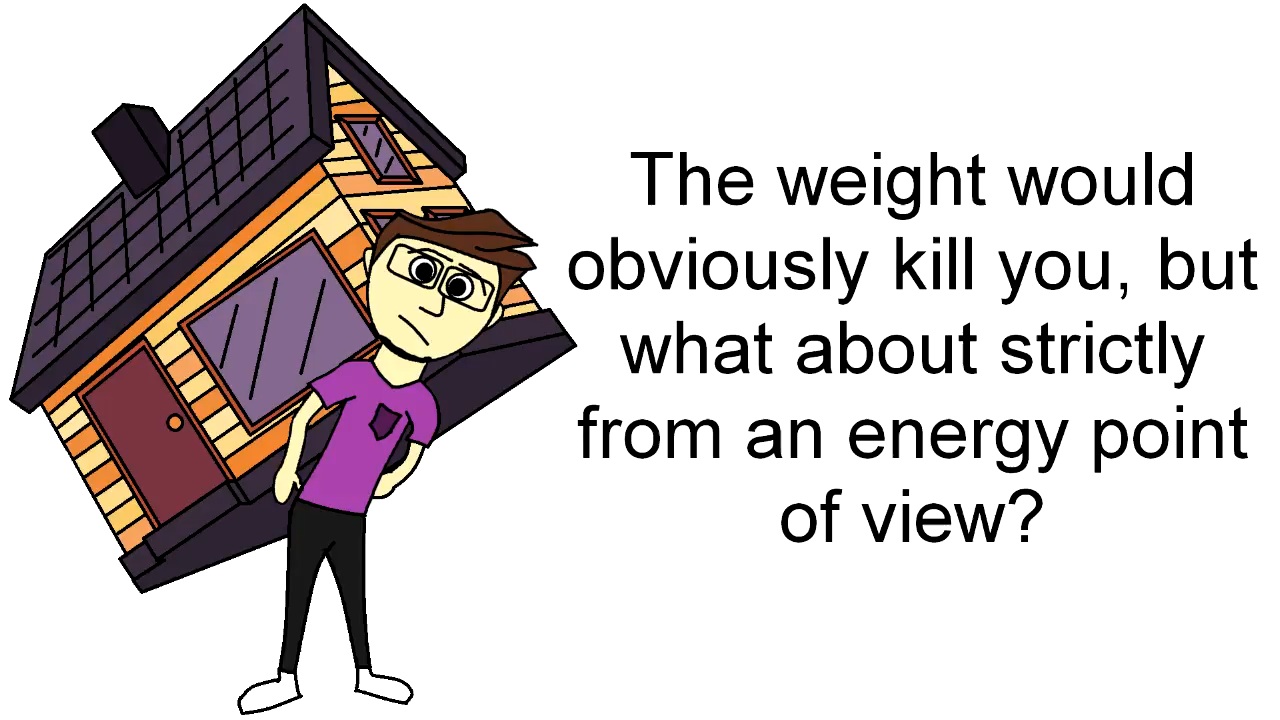 The weight would
obviously kill you, but
what about strictly
from an energy point
of view?